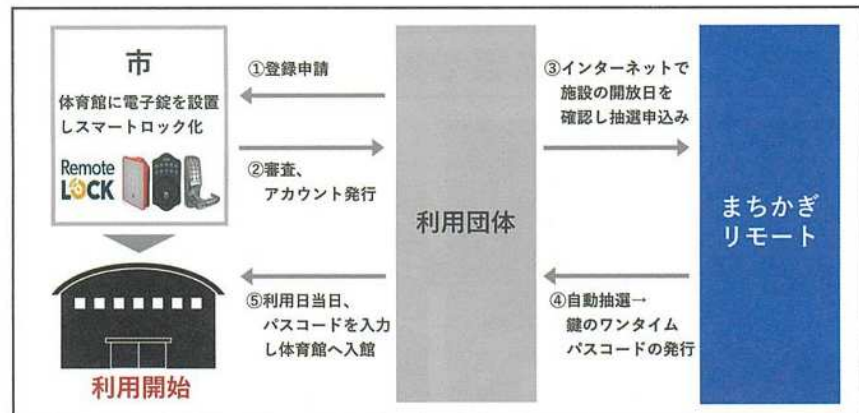 市
体育館に電子錠を設置
しスマートロック化
Remote
LOCK
①登録申請
②審査、
アカウント発行
利用団体
③インターネットで
施設の開放日を
確認し抽選申込み
まちかぎ
リモート
④自動抽選→
鍵のワンタイム
パスコードの発行
⑤利用日当日、
パスコードを入力
し体育館へ入館
利用開始